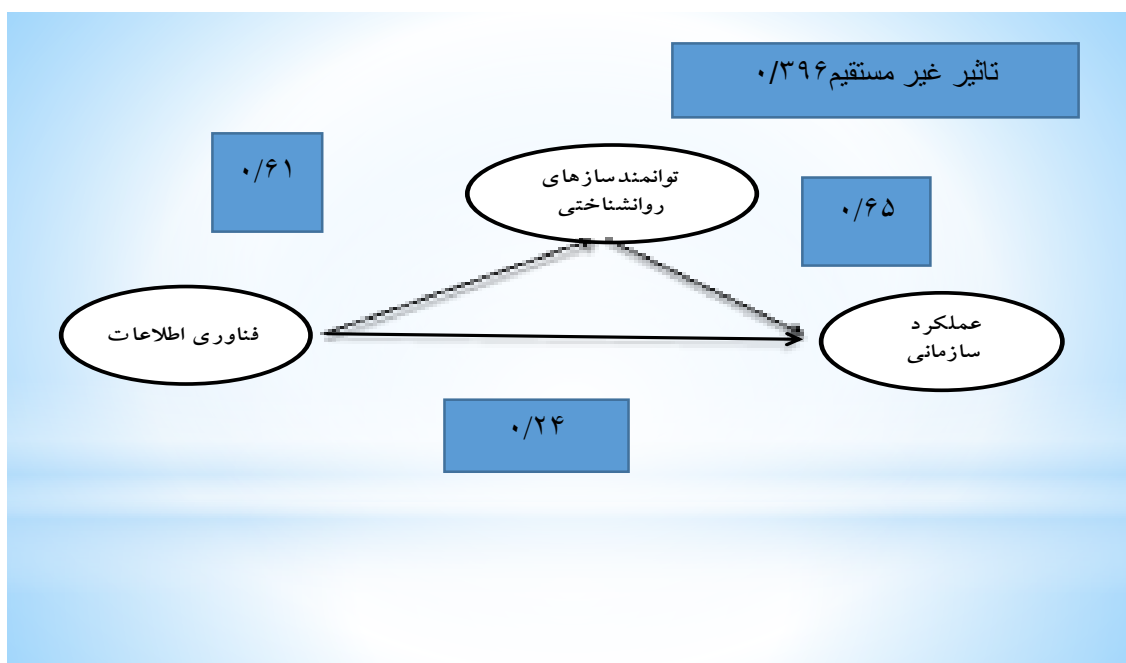 تاثیر غیر مستقیم۰/۳۹۶
۰/۶۱
توانمندسازهای
روانشناختی
۰/۶۵
فناوری اطلاعات
عملکرد
سازمانی
۰/۲۴